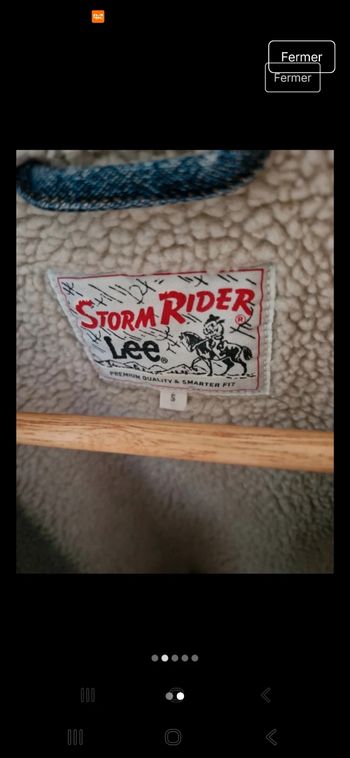 Fermer
Fermer
STORM RIDER®
Lee®
PREMIUM QUALITY & SMARTER FIT